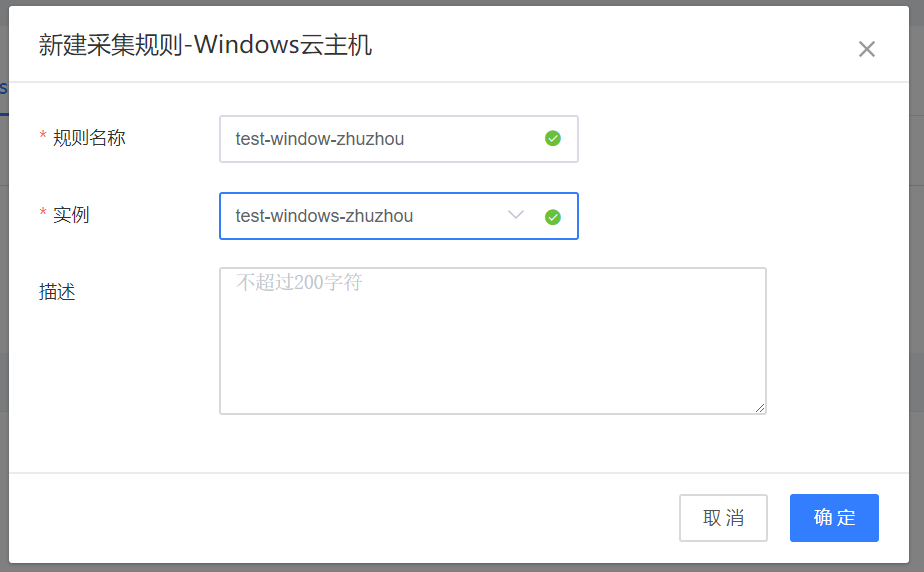 新建采集规则-Windows云主机
s
* 规则名称
test-window-zhuzhou
* 实例
test-windows-zhuzhou
描述
不超过200字符
取 消
确 定